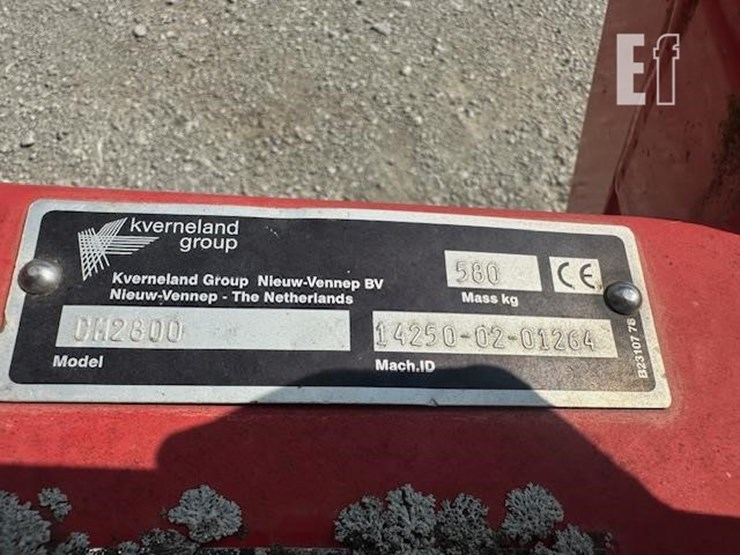 Ef
kverneland
group
Kverneland Group Nieuw-Vennep BV
Nieuw-Vennep - The Netherlands
580
CE
Mass kg
DM2800
14250-02-01264
Model
Mach.ID
B23107 78